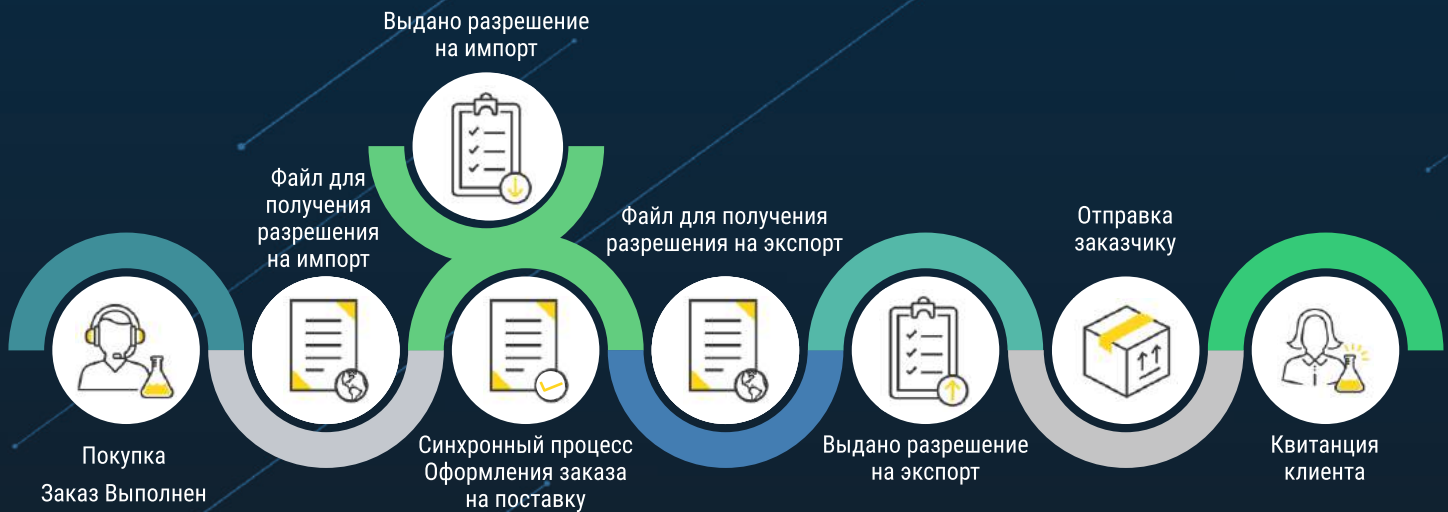 Выдано разрешение
на импорт
Файл для
получения
разрешения
на импорт
Файл для получения
разрешения на экспорт
Отправка
заказчику
Покупка
Заказ Выполнен
Синхронный процесс
Оформления заказа
на поставку
Выдано разрешение
на экспорт
Квитанция
клиента